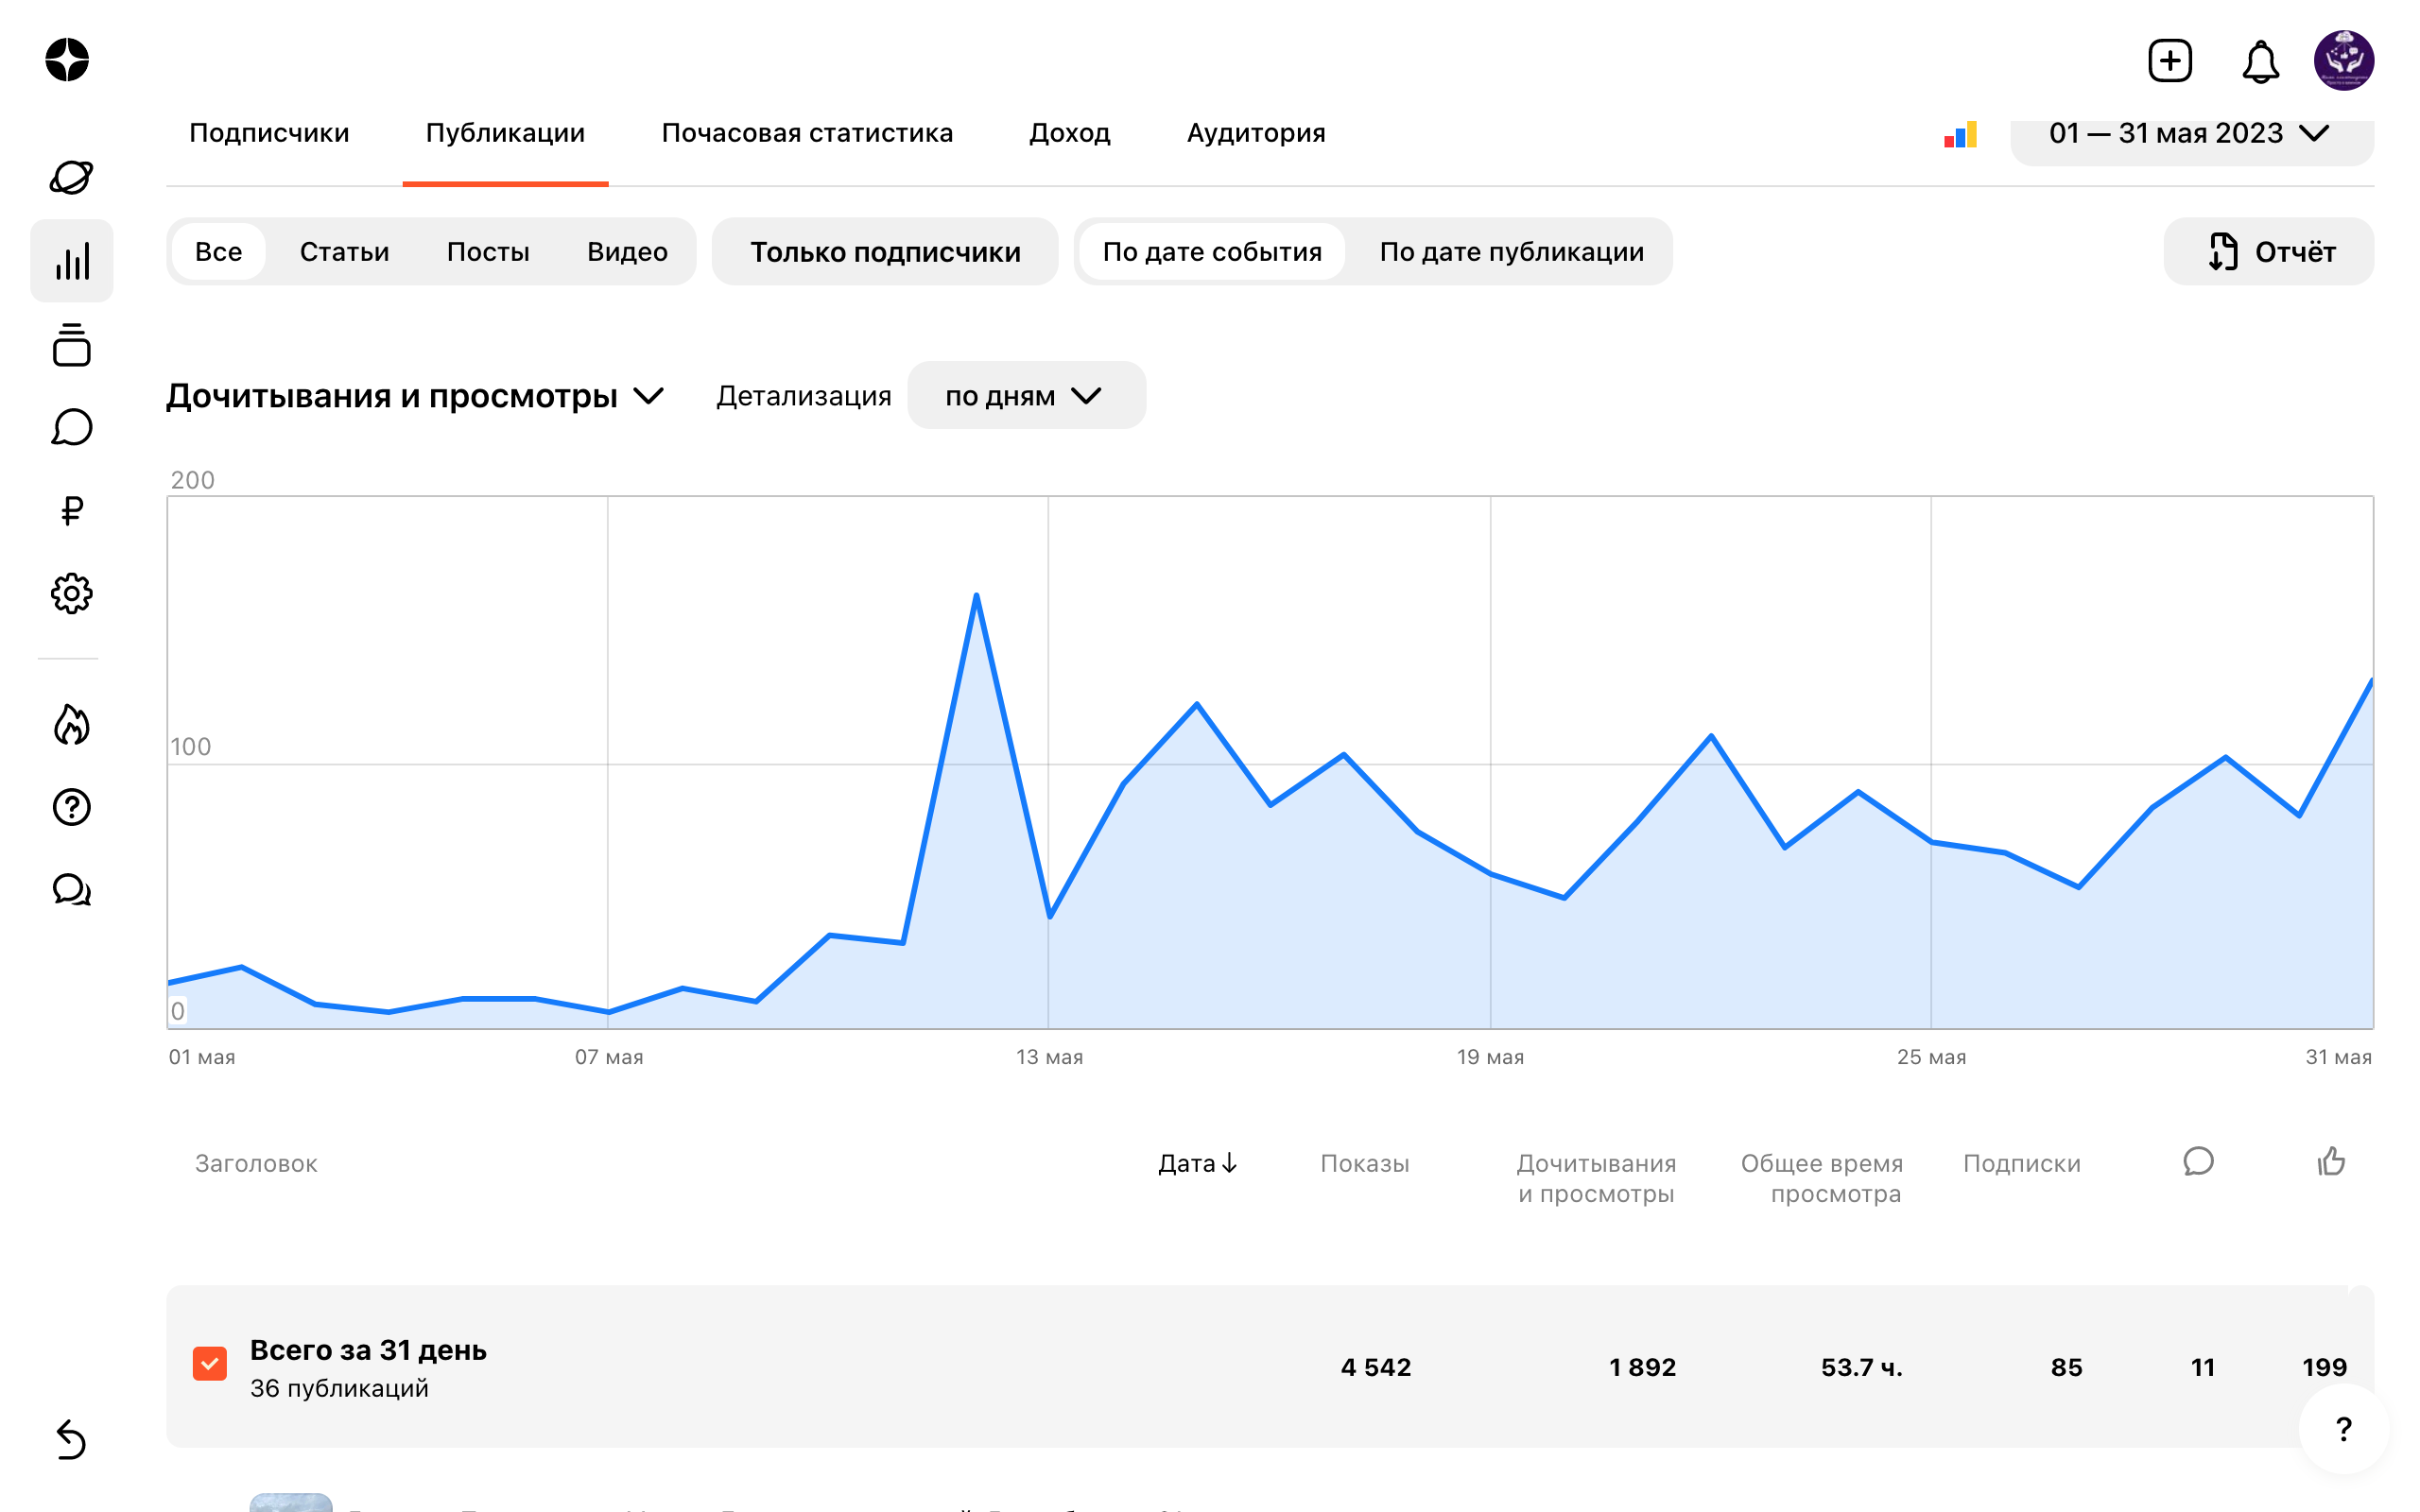 Подписчики Публикации Почасовая статистика Доход Аудитория 01 — 31 мая 2023
Все Статьи Посты Видео Только подписчики По дате события По дате публикации Отчёт
Дочитывания и просмотры Детализация по дням
200
100
0
01 мая 07 мая 13 мая 19 мая 25 мая 31 мая
Заголовок Дата↓ Показы Дочитывания Общее время Подписки
и просмотры просмотра
Всего за 31 день
36 публикаций
4 542 1 892 53.7 ч. 85 11 199
?